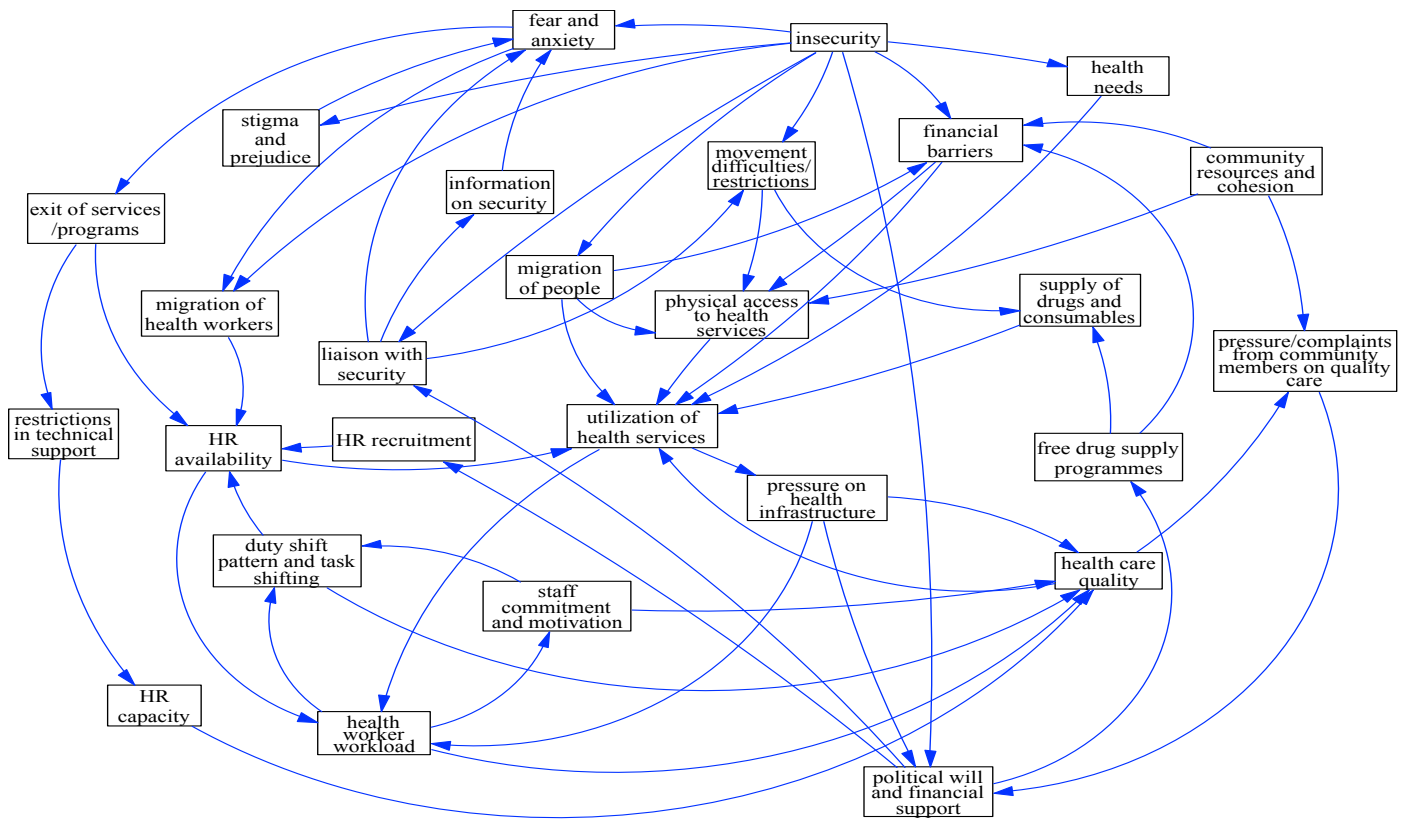 fear and
anxiety
insecurity
health
needs
stigma
and
prejudice
financial
barriers
movement
difficulties/
restrictions
community
resources and
cohesion
information
on security
exit of services
/programs
migration
of people
migration of
health workers
physical access
to health
services
supply of
drugs and
consumables
pressure/complaints
from community
members on quality
care
liaison with
security
restrictions
in technical
support
HR
availability
HR recruitment
utilization of
health services
free drug supply
programmes
pressure on
health
infrastructure
duty shift
pattern and task
shifting
staff
commitment
and motivation
health care
quality
HR
capacity
health
worker
workload
political will
and financial
support